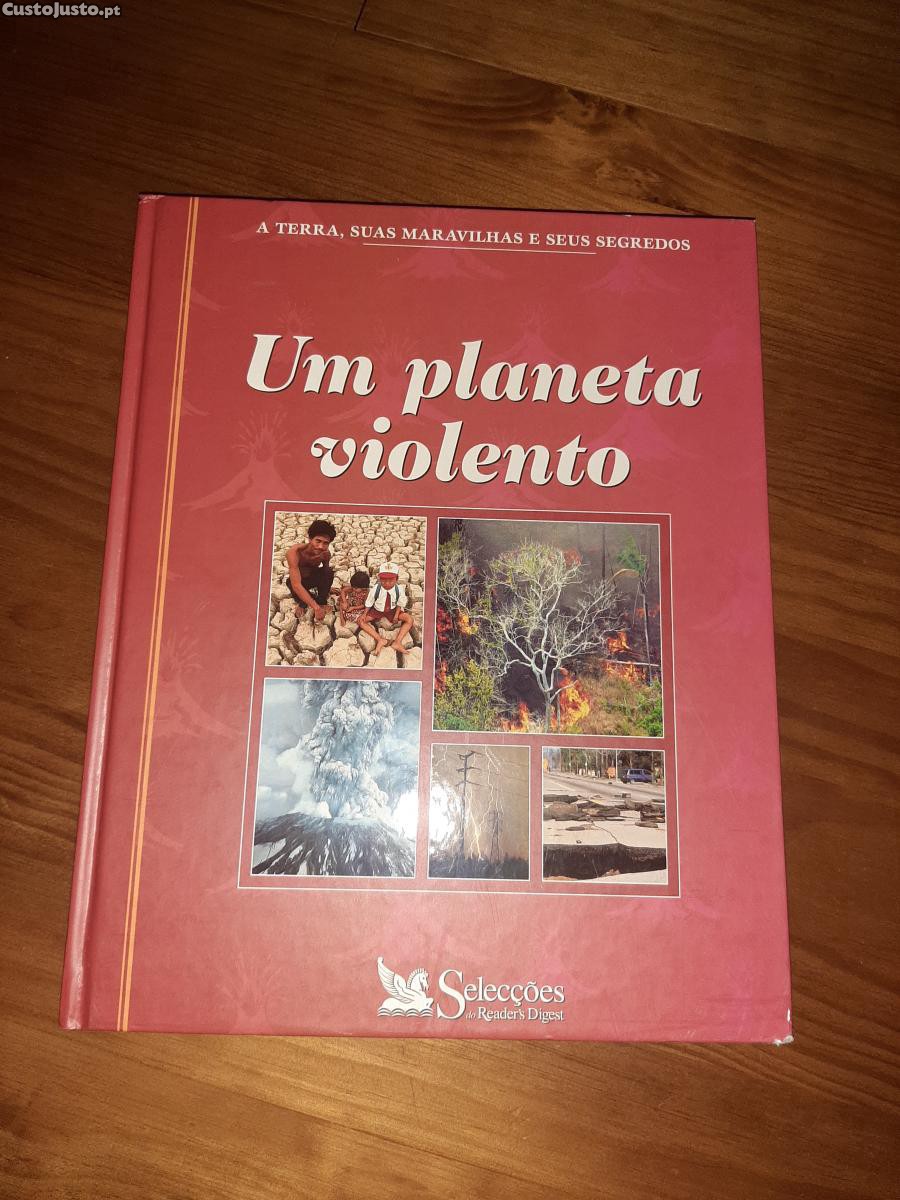 CustoJusto.pt
A TERRA, SUAS MARAVILHAS E SEUS SEGREDOS
Um planeta
violento
Selecções
do Reader's Digest